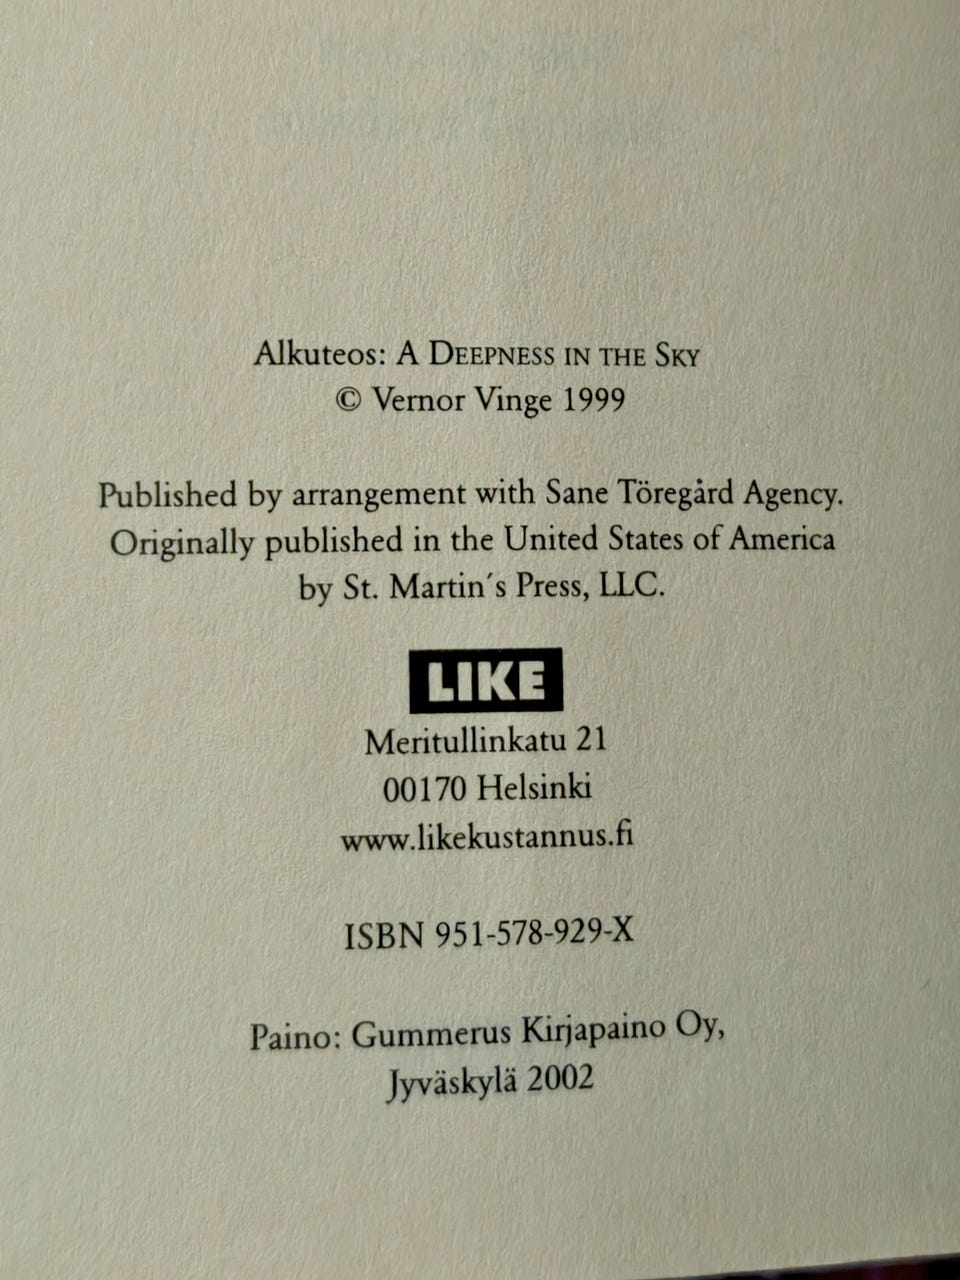 Alkuteos: A Deepness in the Sky
© Vernor Vinge 1999
Published by arrangement with Sane Töregård Agency.
Originally published in the United States of America
by St. Martin´s Press, LLC.
LIKE
Meritullinkatu 21
00170 Helsinki
www.likekustannus.fi
ISBN 951-578-929-X
Paino: Gummerus Kirjapaino Oy,
Jyväskylä 2002